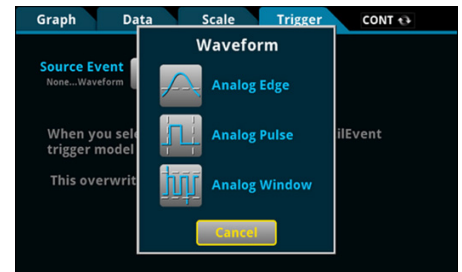 Graph Data Scale Trigger CONT
Waveform
Source Event
None...Waveform
Analog Edge
When you sele ilEvent
trigger model
Analog Pulse
This overwrit
Analog Window
Cancel